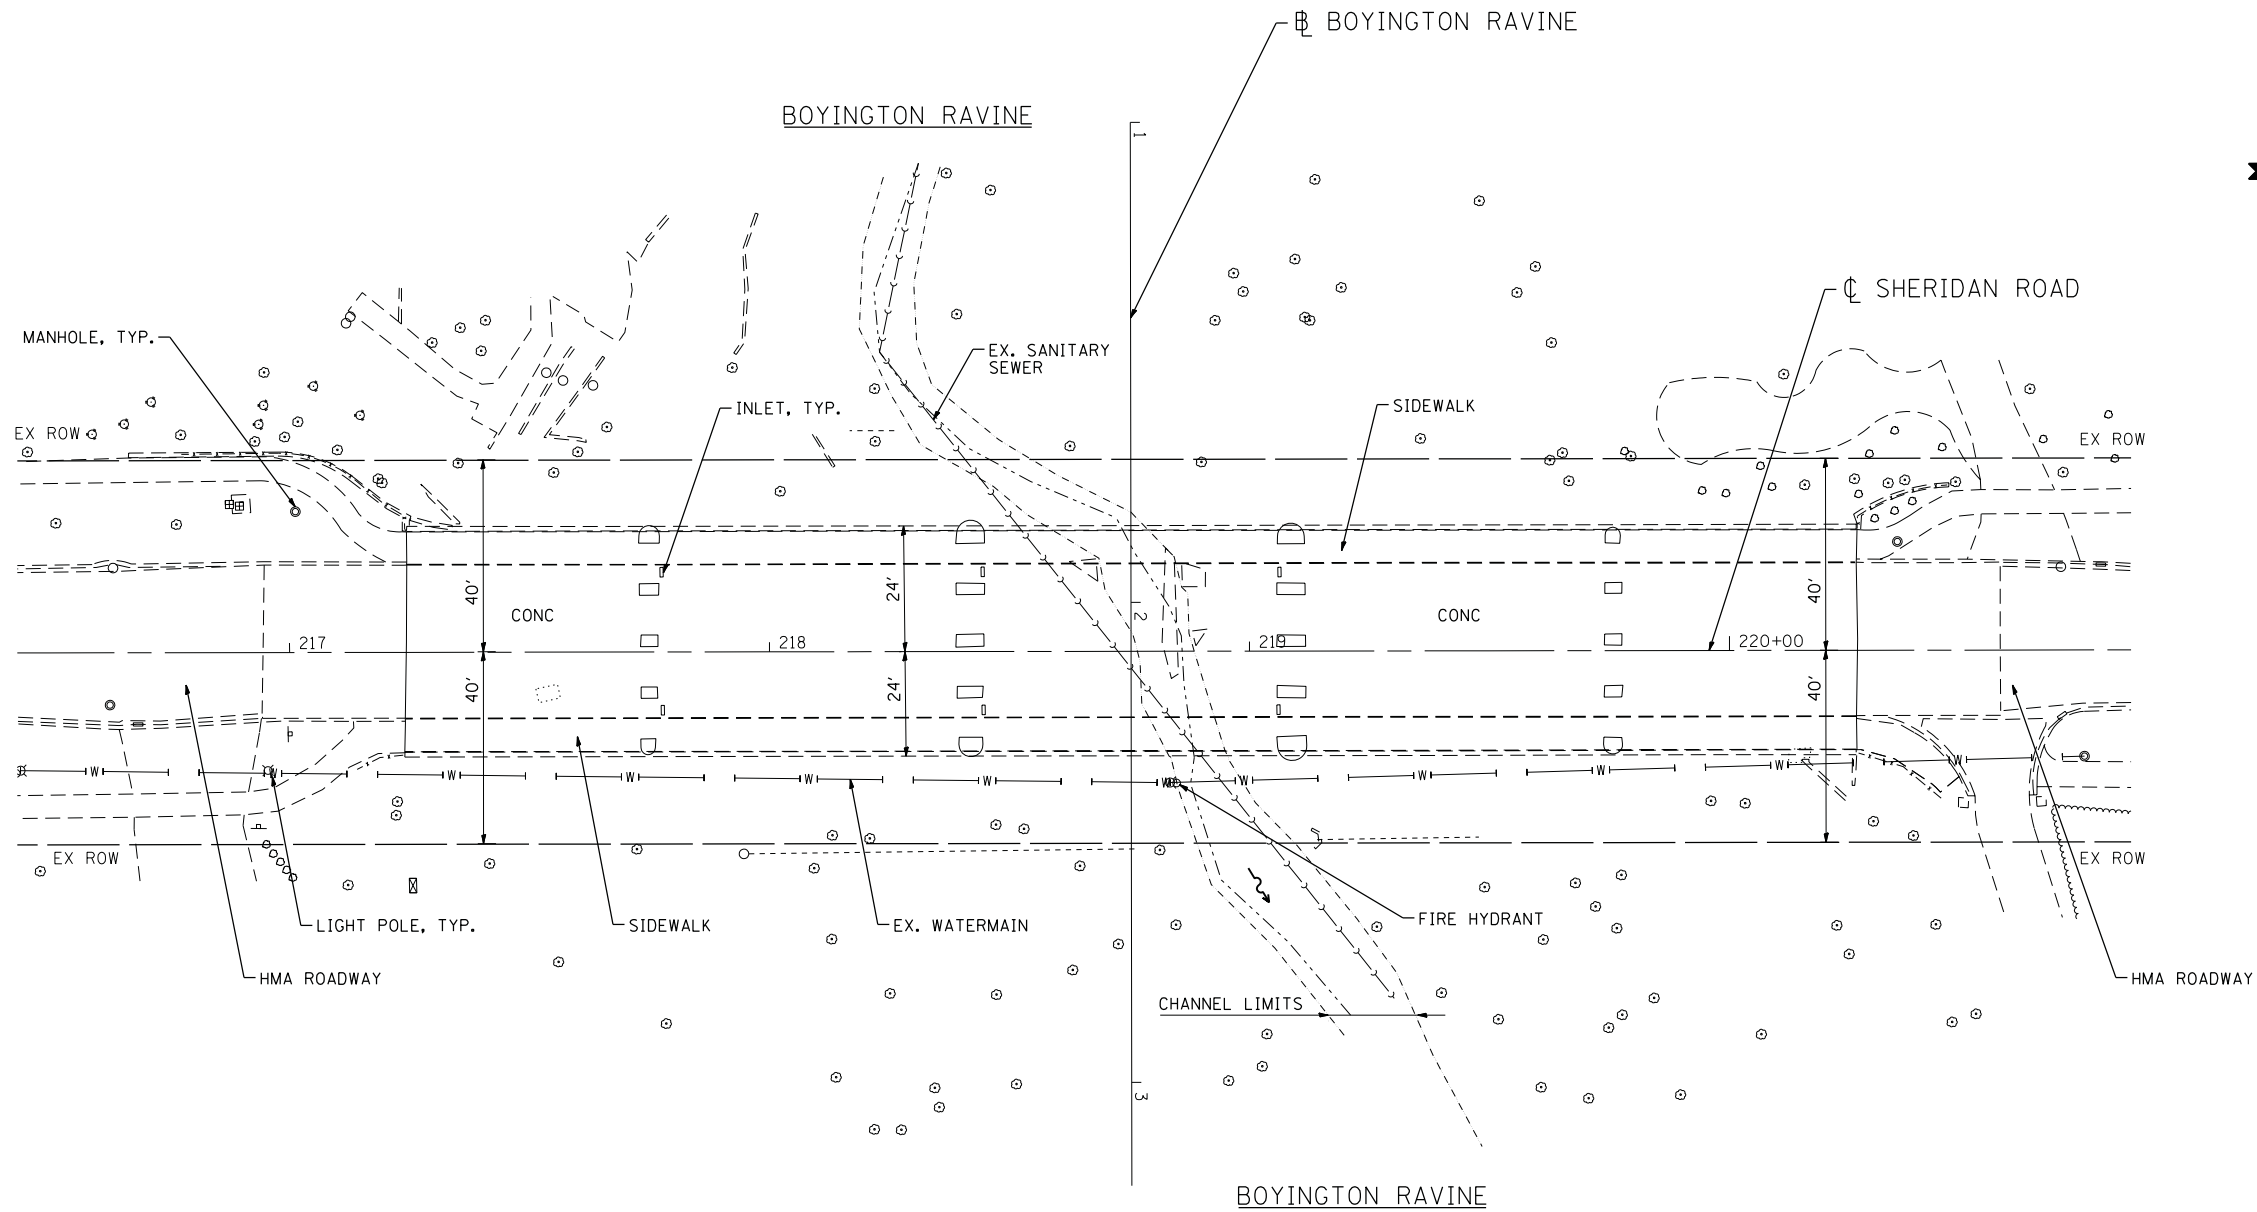 ℄ BOYINGTON RAVINE
BOYINGTON RAVINE
1
℄ SHERIDAN ROAD
MANHOLE, TYP.
EX. SANITARY
SEWER
INLET, TYP.
SIDEWALK
EX ROW
EX ROW
40'
24'
40'
CONC
CONC
2
217
218
219
220+00
40'
24'
40'
W W W W W W W W W W W W
EX ROW
EX ROW
LIGHT POLE, TYP.
SIDEWALK
EX. WATERMAIN
FIRE HYDRANT
HMA ROADWAY
HMA ROADWAY
CHANNEL LIMITS
3
BOYINGTON RAVINE